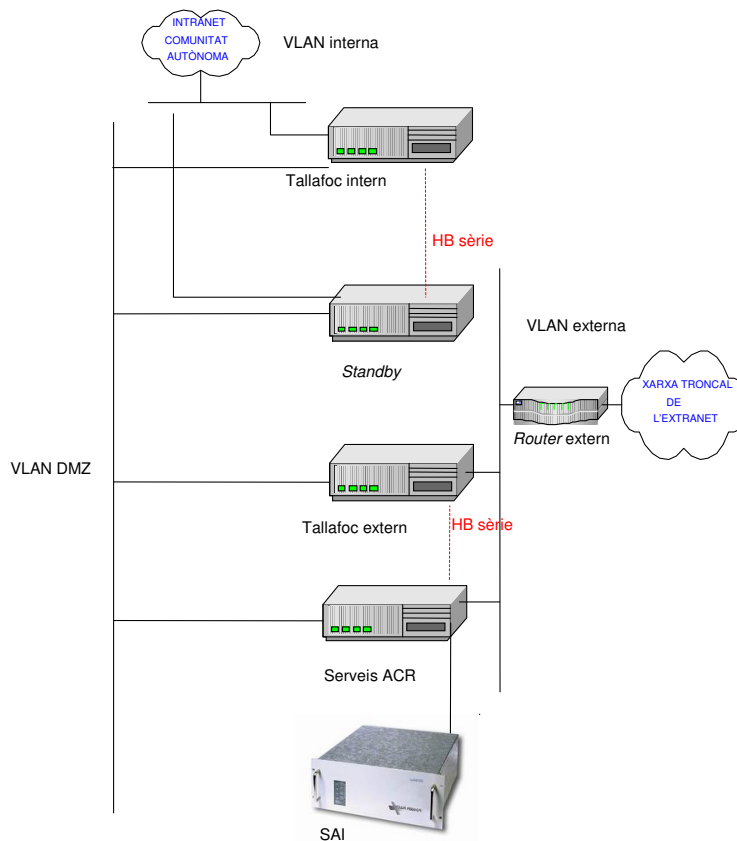 INTRANET
COMUNITAT
AUTÒNOMA
VLAN interna
Tallafoc intern
HB sèrie
VLAN externa
Standby
XARXA TRONCAL
DE
L'EXTRANET
Router extern
VLAN DMZ
Tallafoc extern
HB sèrie
Serveis ACR
SAI